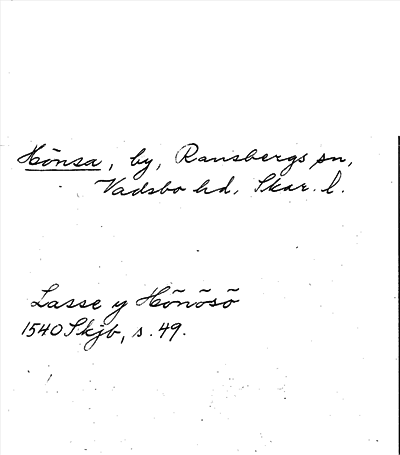 Hönsa, by, Ransbergs sn,
Vadsbo hd, Skar. l.
Lasse y Hönösö
1540 Skjb, s. 49.